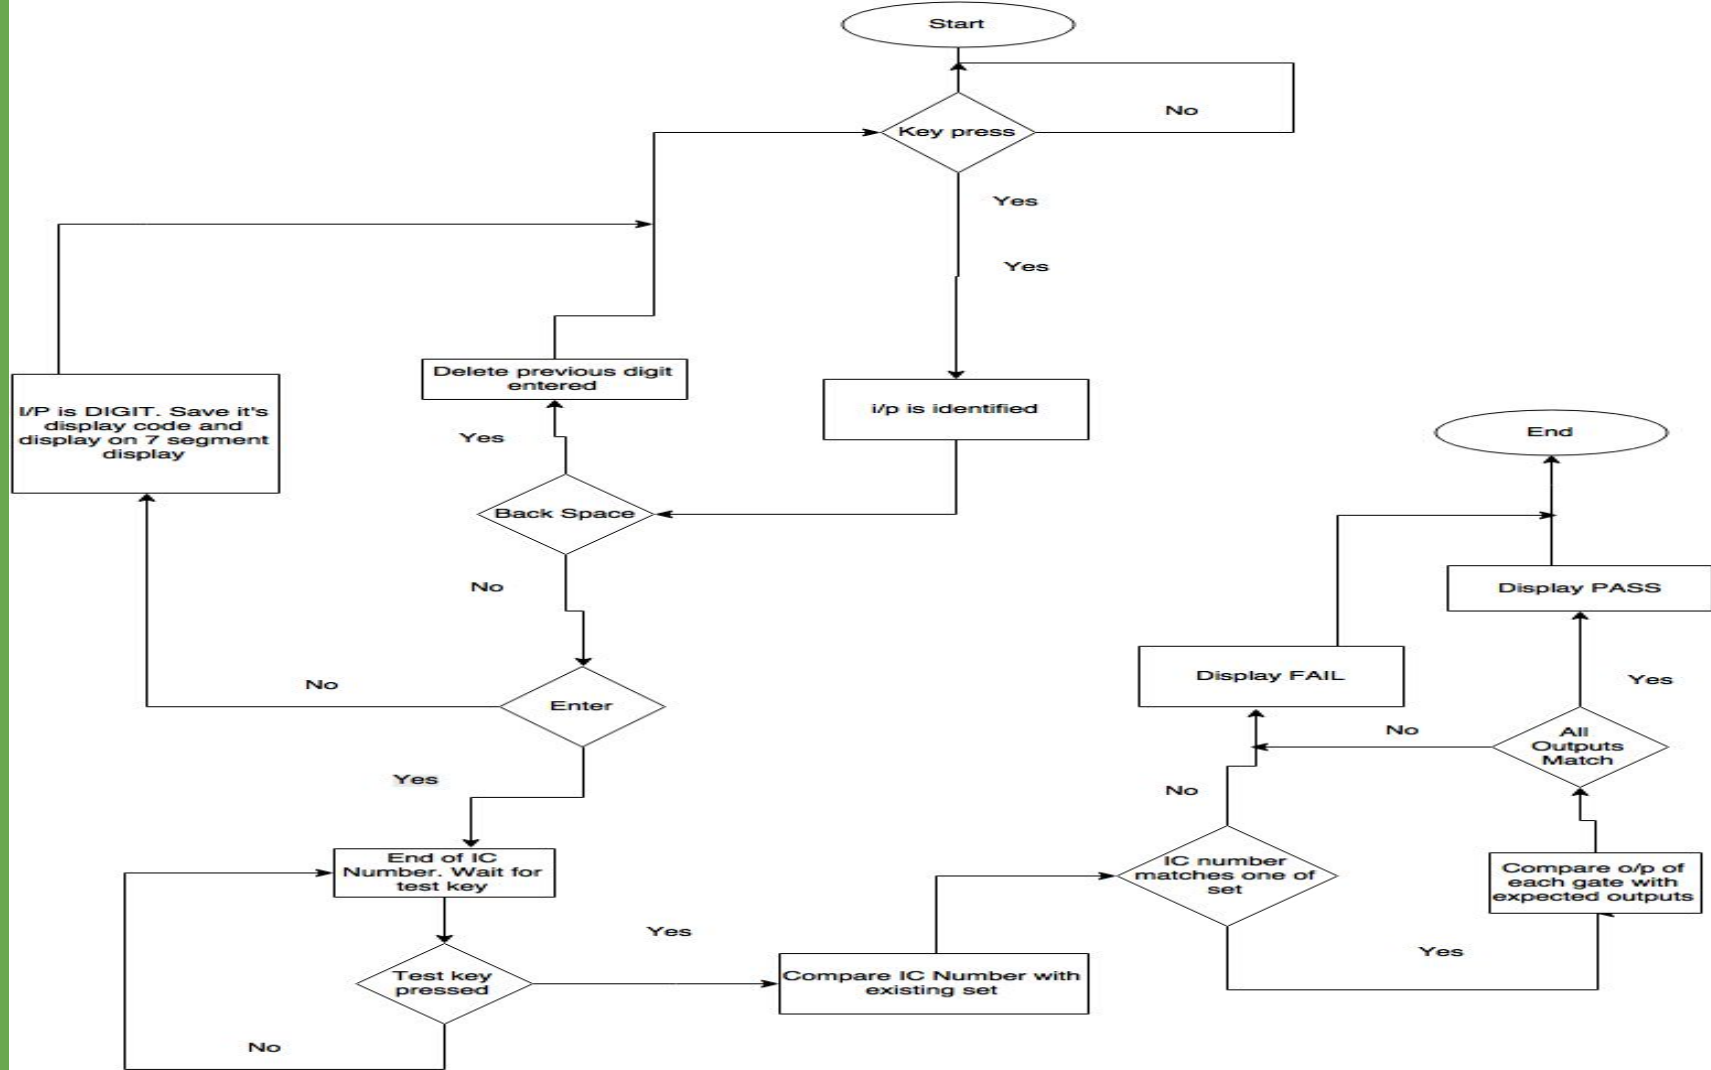 Start
No
Key press
Yes
Yes
Delete previous digit
entered
I/P is DIGIT. Save it's
display code and
display on 7 segment
display
i/p is identified
Yes
End
Back Space
No
Display PASS
Display FAIL
Yes
No
Enter
No
All
Outputs
Match
Yes
No
End of IC
Number. Wait for
test key
IC number
matches one of
set
Compare o/p of
each gate with
expected outputs
Yes
Yes
Test key
pressed
Compare IC Number with
existing set
No